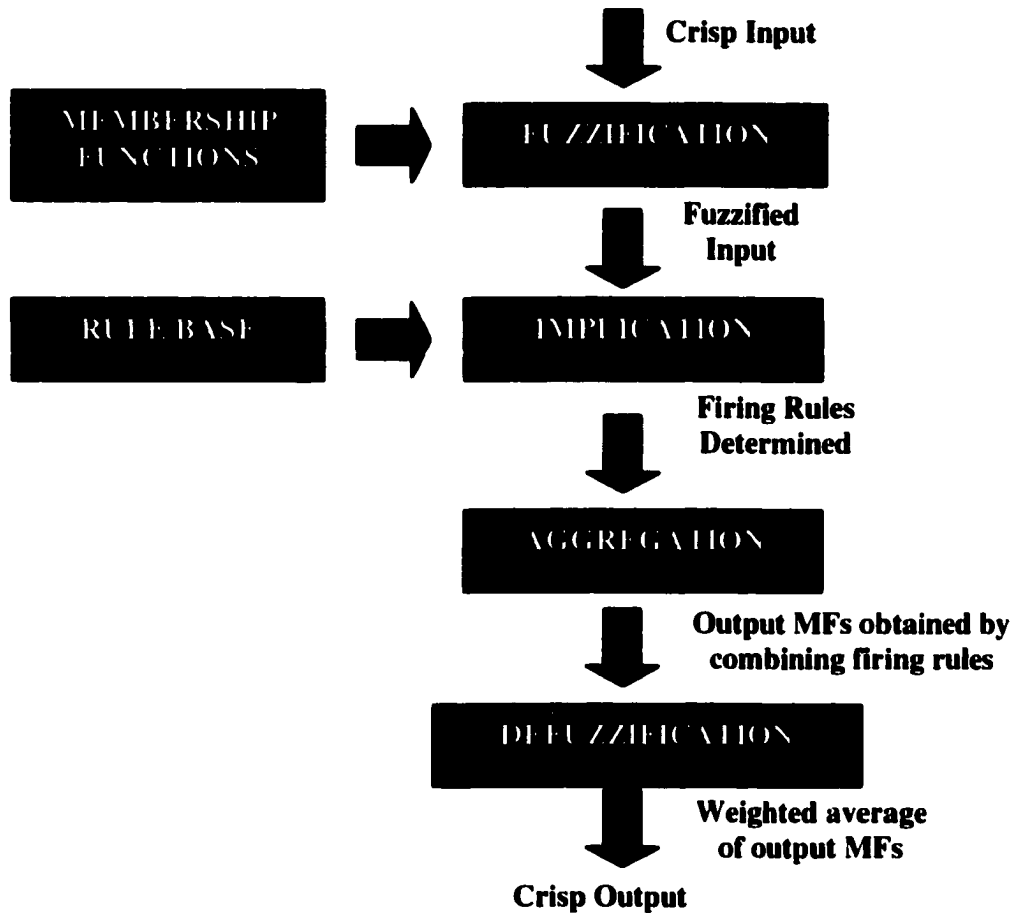 Crisp Input
MEMBERSHIP
FUNCTIONS
FUZZIFICATION
Fuzzified
Input
RULE BASE
IMPLICATION
Firing Rules
Determined
AGGREGATION
Output MFs obtained by
combining firing rules
DEFUZZIFICATION
Weighted average
of output MFs
Crisp Output